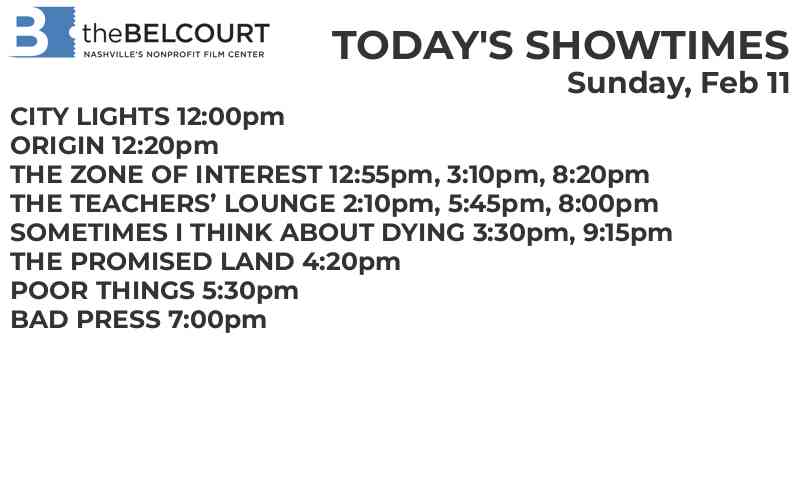 B theBELCOURT
NASHVILLE'S NONPROFIT FILM CENTER
TODAY'S SHOWTIMES
Sunday, Feb 11
CITY LIGHTS 12:00pm
ORIGIN 12:20pm
THE ZONE OF INTEREST 12:55pm, 3:10pm, 8:20pm
THE TEACHERS’ LOUNGE 2:10pm, 5:45pm, 8:00pm
SOMETIMES I THINK ABOUT DYING 3:30pm, 9:15pm
THE PROMISED LAND 4:20pm
POOR THINGS 5:30pm
BAD PRESS 7:00pm